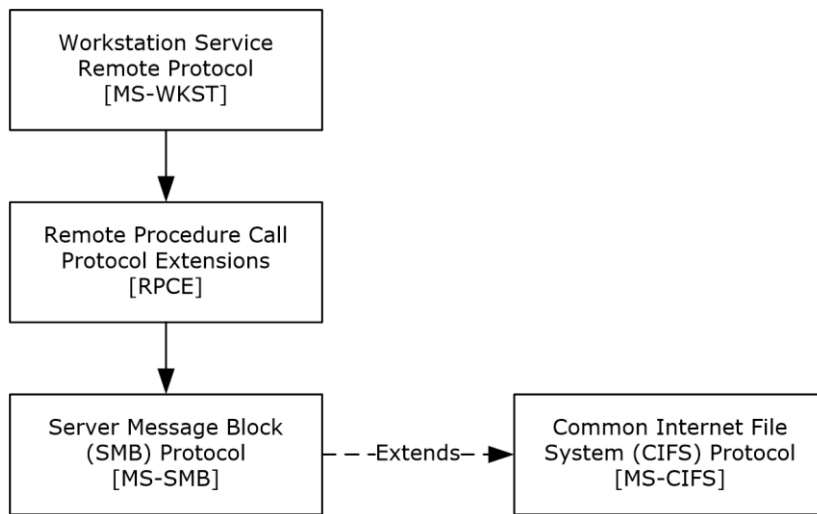 Workstation Service
Remote Protocol
[MS-WKST]
Remote Procedure Call
Protocol Extensions
[RPCE]
Server Message Block
(SMB) Protocol
[MS-SMB]
Extends
Common Internet File
System (CIFS) Protocol
[MS-CIFS]